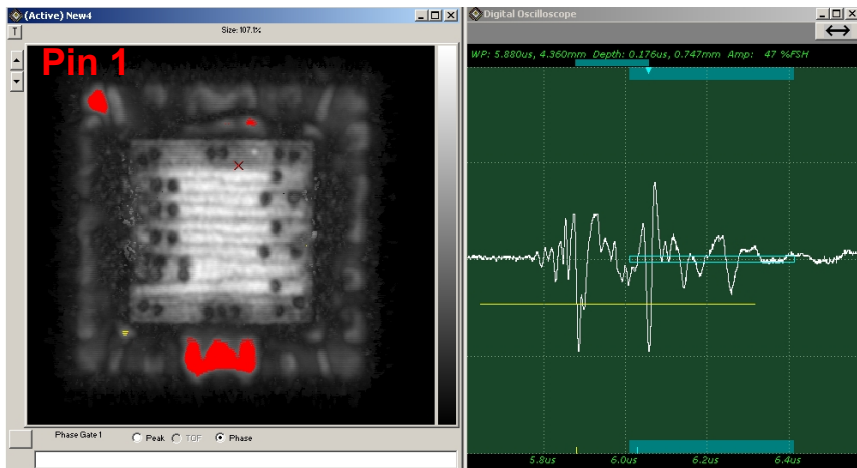 (Active) New4
Digital Oscilloscope
T
Size: 107.1%
WP: 5.880us, 4.360mm Depth: 0.176us, 0.747mm Amp: 47 %FSH
Pin 1
Phase Gate 1 Peak TOF Phase
5.8us 6.0us 6.2us 6.4us